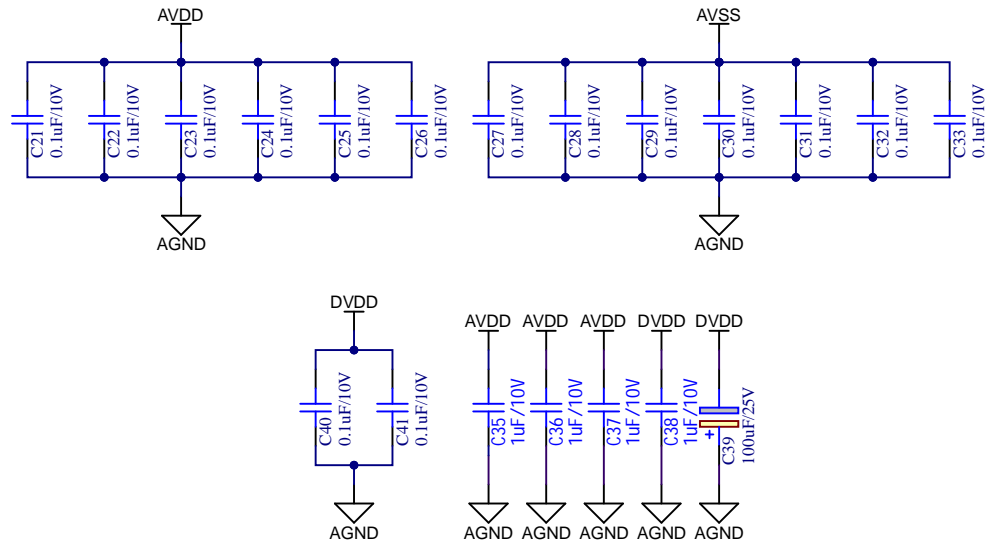 AVDD
AVSS
C21
0.1uF/10V
C22
0.1uF/10V
C23
0.1uF/10V
C24
0.1uF/10V
C25
0.1uF/10V
C26
0.1uF/10V
C27
0.1uF/10V
C28
0.1uF/10V
C29
0.1uF/10V
C30
0.1uF/10V
C31
0.1uF/10V
C32
0.1uF/10V
C33
0.1uF/10V
AGND
AGND
DVDD
AVDD
AVDD
AVDD
DVDD
DVDD
C40
0.1uF/10V
C41
0.1uF/10V
C35
1uF/10V
C36
1uF/10V
C37
1uF/10V
C38
1uF/10V
+
C39
100uF/25V
AGND
AGND
AGND
AGND
AGND
AGND